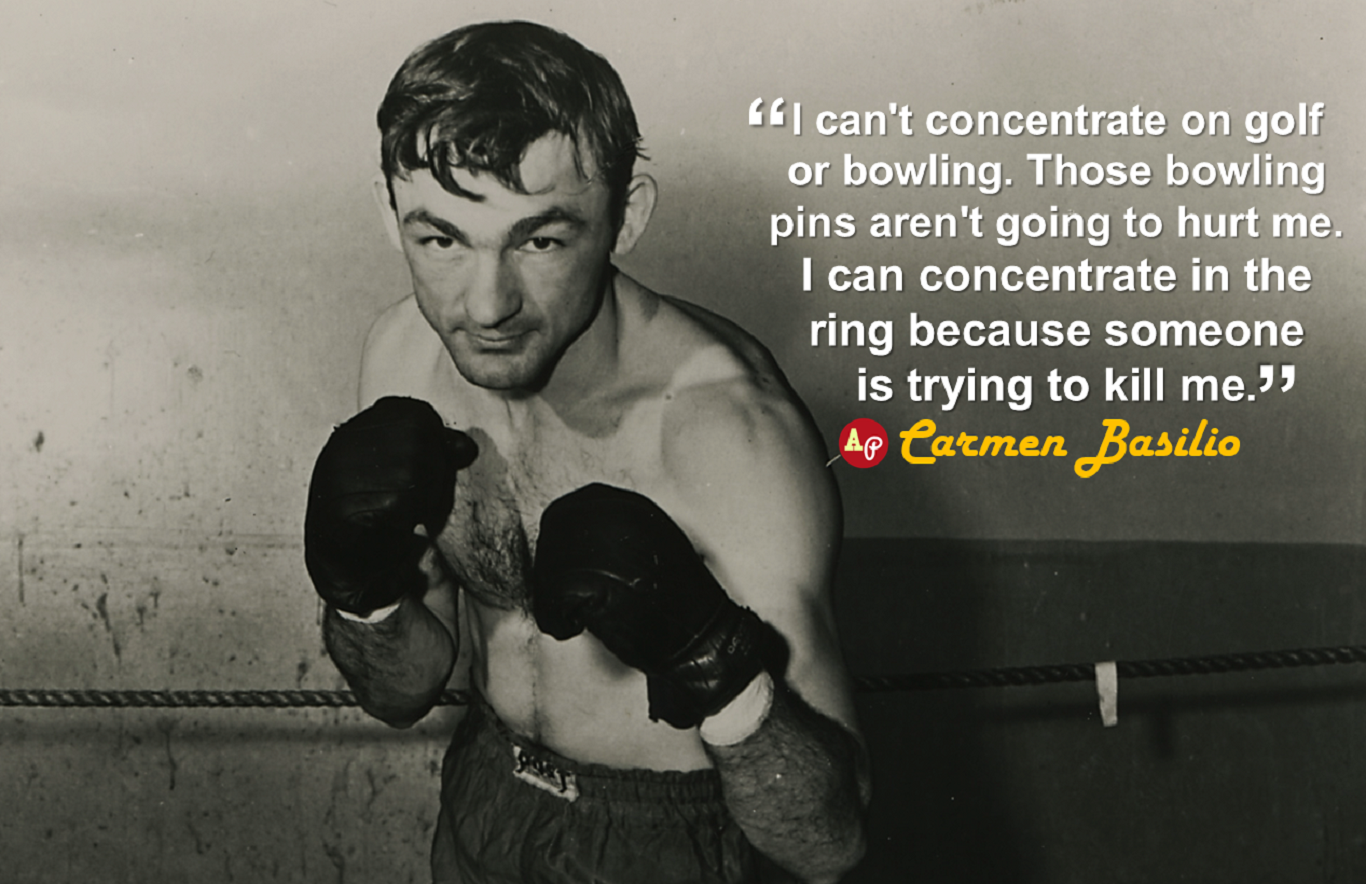 “I can't concentrate on golf
or bowling. Those bowling
pins aren't going to hurt me.
I can concentrate in the
ring because someone
is trying to kill me.”
AP Carmen Basilio